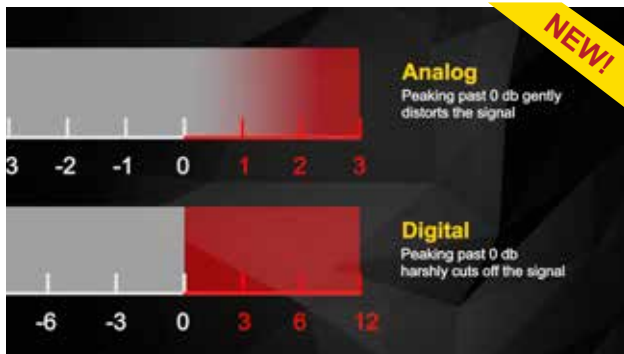 NEW!
Analog
Peaking past 0 db gently
distorts the signal
3 -2 -1 0 1 2 3
Digital
Peaking past 0 db
harshly cuts off the signal
-6 -3 0 3 6 12